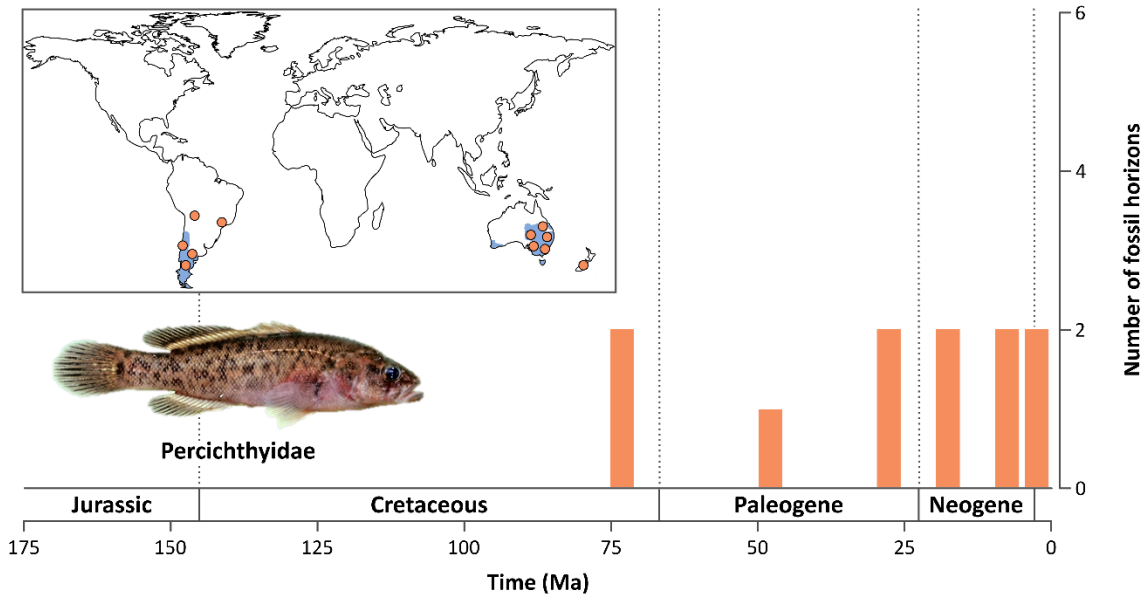 6
4
2
0
Number of fossil horizons
Percichthyidae
Jurassic Cretaceous Paleogene Neogene
175 150 125 100 75 50 25 0
Time (Ma)